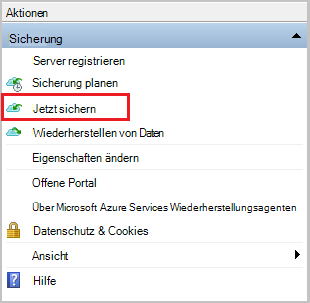 Aktionen
Sicherung
Server registrieren
Sicherung planen
Jetzt sichern
Wiederherstellen von Daten
Eigenschaften ändern
Offene Portal
Über Microsoft Azure Services Wiederherstellungsagenten
Datenschutz & Cookies
Ansicht
Hilfe